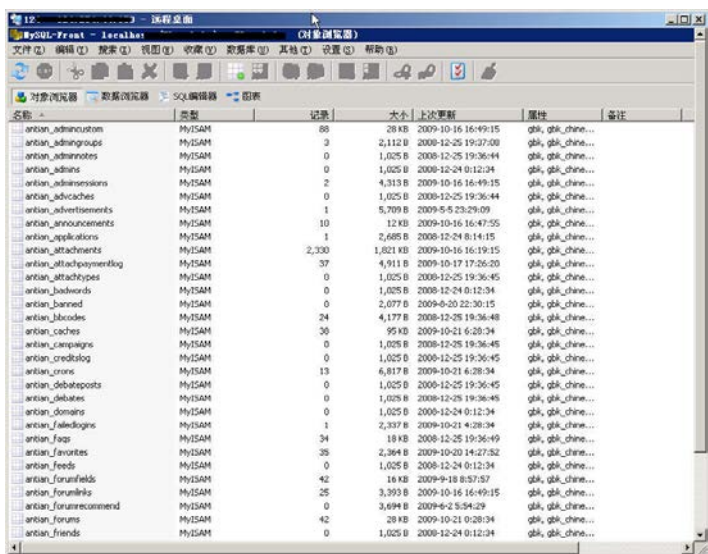 12 - 远程桌面
MySQL-Front - localhos (对象浏览器)
文件(F) 编辑(E) 搜索(S) 视图(V) 收藏(V) 数据库(D) 其他(T) 设置(S) 帮助(H)
对象浏览器 数据浏览器 SQL编辑器 图表
名称 类型 记录 大小 上次更新 属性 备注
antian_admincustom MyISAM 88 28 KB 2009-10-16 16:49:15 gbk, gbk_chine...
antian_admingroups MyISAM 3 2,112 B 2008-12-25 19:37:08 gbk, gbk_chine...
antian_adminnotes MyISAM 0 1,025 B 2008-12-25 19:36:44 gbk, gbk_chine...
antian_admins MyISAM 0 1,025 B 2008-12-24 0:12:34 gbk, gbk_chine...
antian_adminsessions MyISAM 2 4,313 B 2009-10-16 16:49:15 gbk, gbk_chine...
antian_advcaches MyISAM 0 1,025 B 2008-12-25 19:36:44 gbk, gbk_chine...
antian_advertisements MyISAM 1 5,709 B 2009-5-5 23:29:09 gbk, gbk_chine...
antian_announcements MyISAM 10 12 KB 2009-10-16 16:47:55 gbk, gbk_chine...
antian_applications MyISAM 1 2,685 B 2008-12-24 8:14:15 gbk, gbk_chine...
antian_attachments MyISAM 2,330 1,821 KB 2009-10-16 16:19:15 gbk, gbk_chine...
antian_attachpaymentlog MyISAM 37 4,911 B 2009-10-17 17:26:20 gbk, gbk_chine...
antian_attachtypes MyISAM 0 1,025 B 2008-12-25 19:36:45 gbk, gbk_chine...
antian_badwords MyISAM 0 1,025 B 2008-12-24 0:12:34 gbk, gbk_chine...
antian_banned MyISAM 0 2,077 B 2009-8-20 22:30:15 gbk, gbk_chine...
antian_bbcodes MyISAM 24 4,177 B 2008-12-25 19:36:48 gbk, gbk_chine...
antian_caches MyISAM 38 95 KB 2009-10-21 6:28:34 gbk, gbk_chine...
antian_campaigns MyISAM 0 1,025 B 2008-12-25 19:36:45 gbk, gbk_chine...
antian_creditslog MyISAM 0 1,025 B 2008-12-25 19:36:45 gbk, gbk_chine...
antian_crons MyISAM 13 6,817 B 2009-10-21 6:28:34 gbk, gbk_chine...
antian_debateposts MyISAM 0 1,025 B 2008-12-25 19:36:45 gbk, gbk_chine...
antian_debates MyISAM 0 1,025 B 2008-12-25 19:36:45 gbk, gbk_chine...
antian_domains MyISAM 0 1,025 B 2008-12-24 0:12:34 gbk, gbk_chine...
antian_failedlogins MyISAM 1 2,337 B 2009-10-21 4:28:34 gbk, gbk_chine...
antian_faqs MyISAM 34 18 KB 2008-12-25 19:36:49 gbk, gbk_chine...
antian_favorites MyISAM 35 2,364 B 2009-10-20 14:27:52 gbk, gbk_chine...
antian_feeds MyISAM 0 1,025 B 2008-12-24 0:12:34 gbk, gbk_chine...
antian_forumfields MyISAM 42 16 KB 2009-9-18 8:57:57 gbk, gbk_chine...
antian_forumlinks MyISAM 25 3,393 B 2009-10-16 16:49:15 gbk, gbk_chine...
antian_forumrecommend MyISAM 0 3,694 B 2009-6-2 5:54:29 gbk, gbk_chine...
antian_forums MyISAM 42 28 KB 2009-10-21 0:28:34 gbk, gbk_chine...
antian_friends MyISAM 0 1,025 B 2008-12-24 0:12:34 gbk, gbk_chine...